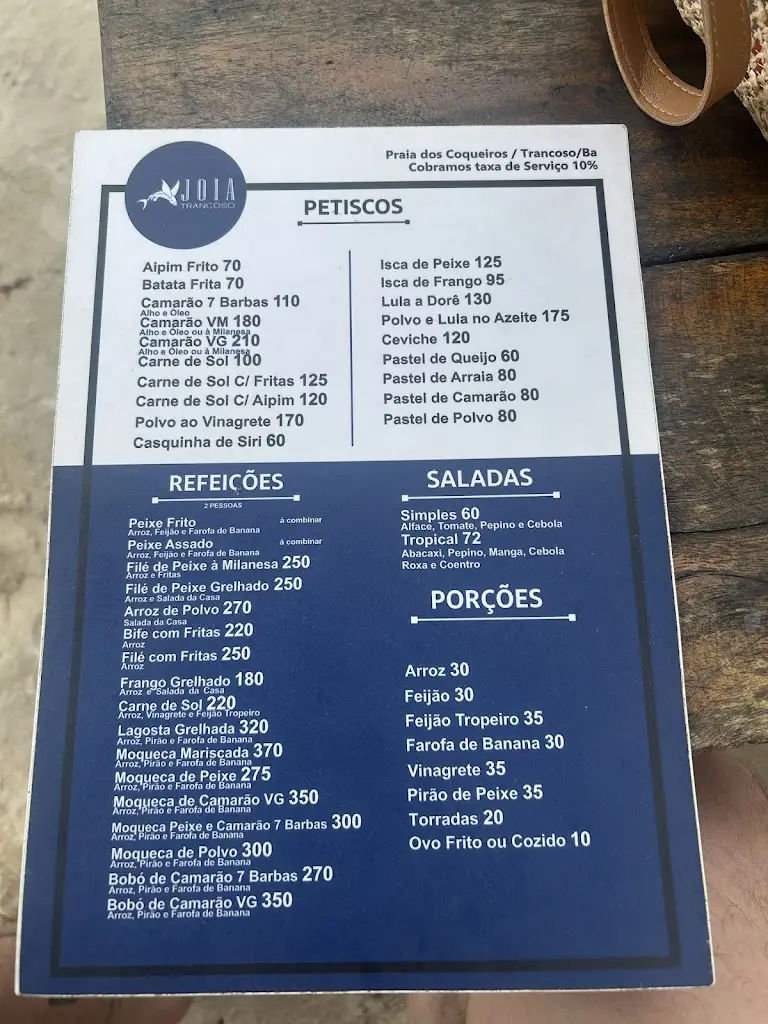 JOIA
TRANCOSO
Praia dos Coqueiros / Trancoso/Ba
Cobramos taxa de Serviço 10%
PETISCOS
Aipim Frito 70
Batata Frita 70
Camarão 7 Barbas 110
Alho e Óleo
Camarão VM 180
Alho e Óleo ou à Milanesa
Camarão VG 210
Alho e Óleo ou à Milanesa
Carne de Sol 100
Carne de Sol C/ Fritas 125
Carne de Sol C/ Aipim 120
Polvo ao Vinagrete 170
Casquinha de Siri 60
Isca de Peixe 125
Isca de Frango 95
Lula a Dorê 130
Polvo e Lula no Azeite 175
Ceviche 120
Pastel de Queijo 60
Pastel de Arraia 80
Pastel de Camarão 80
Pastel de Polvo 80
REFEIÇÕES
2 PESSOAS
Peixe Frito à combinar
Arroz, Feijão e Farofa de Banana
Peixe Assado à combinar
Arroz, Feijão e Farofa de Banana
Filé de Peixe à Milanesa 250
Arroz e Fritas
Filé de Peixe Grelhado 250
Arroz e Salada da Casa
Arroz de Polvo 270
Salada da Casa
Bife com Fritas 220
Arroz
Filé com Fritas 250
Arroz
Frango Grelhado 180
Arroz e Salada da Casa
Carne de Sol 220
Arroz, Vinagrete e Feijão Tropeiro
Lagosta Grelhada 320
Arroz, Pirão e Farofa de Banana
Moqueca Mariscada 370
Arroz, Pirão e Farofa de Banana
Moqueca de Peixe 275
Arroz, Pirão e Farofa de Banana
Moqueca de Camarão VG 350
Arroz, Pirão e Farofa de Banana
Moqueca Peixe e Camarão 7 Barbas 300
Arroz, Pirão e Farofa de Banana
Moqueca de Polvo 300
Arroz, Pirão e Farofa de Banana
Bobó de Camarão 7 Barbas 270
Arroz, Pirão e Farofa de Banana
Bobó de Camarão VG 350
Arroz, Pirão e Farofa de Banana
SALADAS
Simples 60
Alface, Tomate, Pepino e Cebola
Tropical 72
Abacaxi, Pepino, Manga, Cebola
Roxa e Coentro
PORÇÕES
Arroz 30
Feijão 30
Feijão Tropeiro 35
Farofa de Banana 30
Vinagrete 35
Pirão de Peixe 35
Torradas 20
Ovo Frito ou Cozido 10